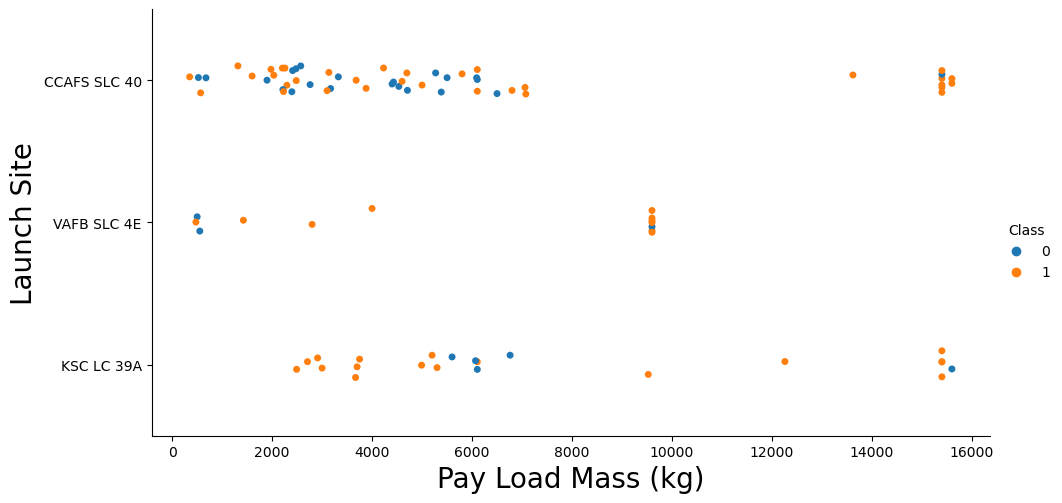 CCAFS SLC 40
VAFB SLC 4E
KSC LC 39A
Launch Site
0
2000
4000
6000
8000
10000
12000
14000
16000
Pay Load Mass (kg)
Class
0
1